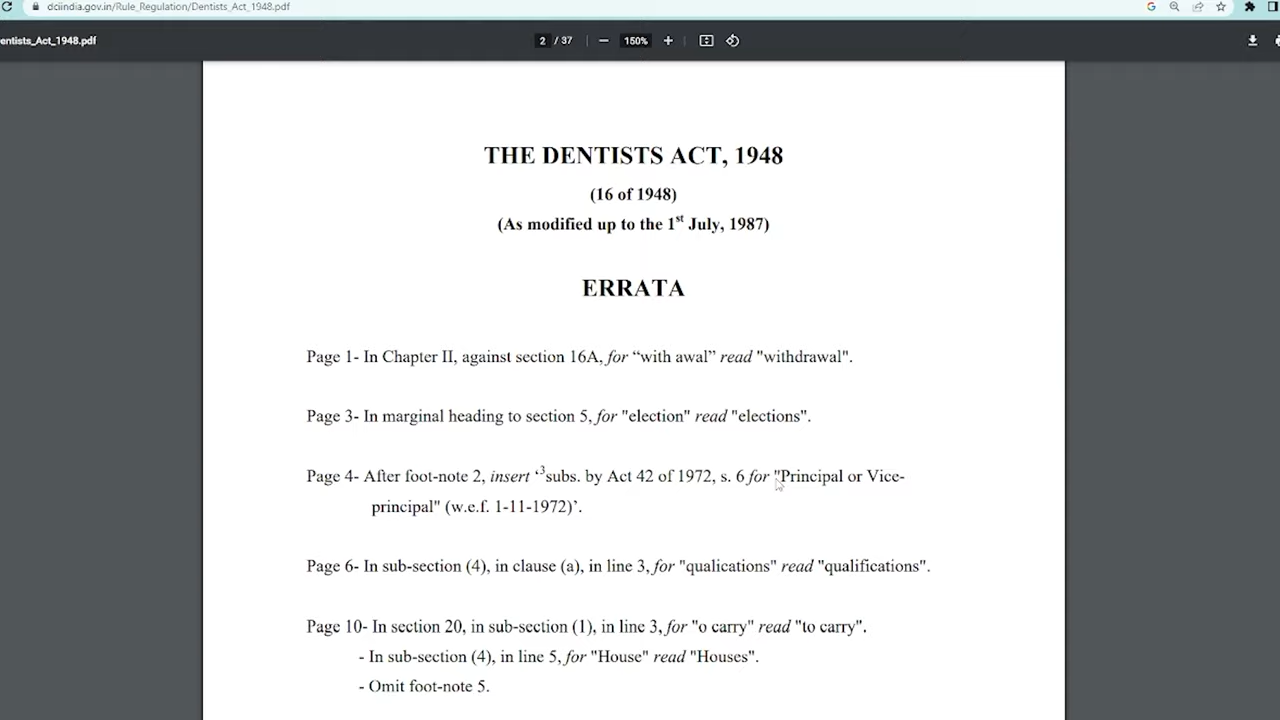 dciindia.gov.in/Rule_Regulation/Dentists_Act_1948.pdf
entists_Act_1948.pdf
2 / 37
150%
THE DENTISTS ACT, 1948
(16 of 1948)
(As modified up to the 1st July, 1987)
ERRATA
Page 1- In Chapter II, against section 16A, for “with awal” read "withdrawal".
Page 3- In marginal heading to section 5, for "election" read "elections".
Page 4- After foot-note 2, insert ‘3subs. by Act 42 of 1972, s. 6 for "Principal or Vice-
principal" (w.e.f. 1-11-1972)’.
Page 6- In sub-section (4), in clause (a), in line 3, for "qualications" read "qualifications".
Page 10- In section 20, in sub-section (1), in line 3, for "o carry" read "to carry".
- In sub-section (4), in line 5, for "House" read "Houses".
- Omit foot-note 5.